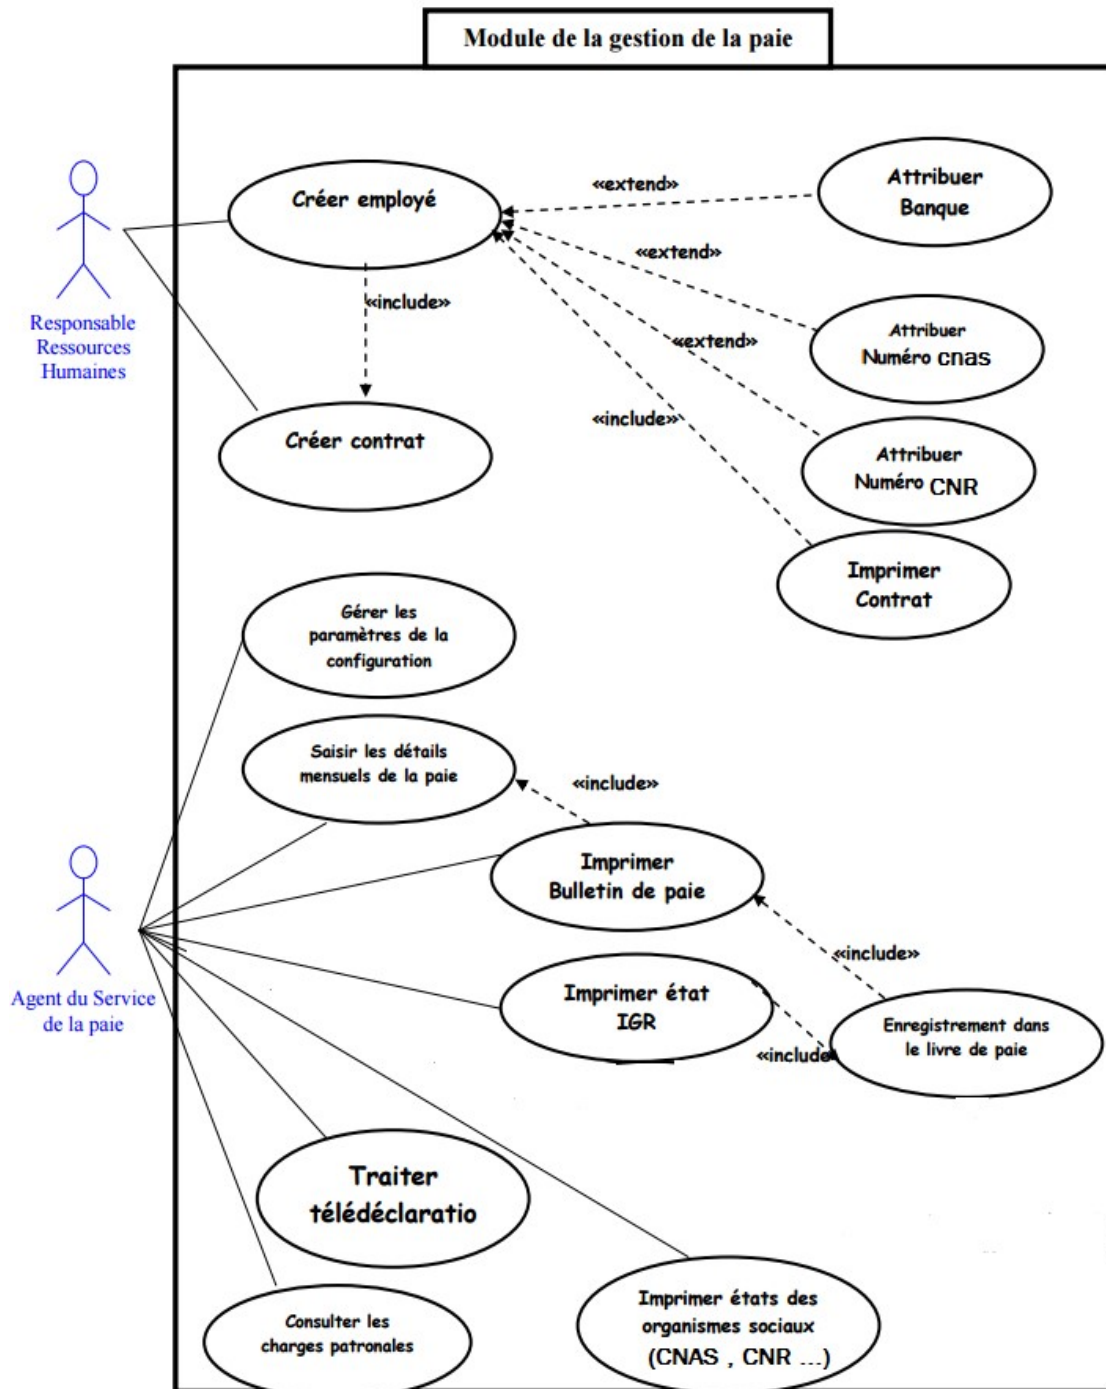 Module de la gestion de la paie
Créer employé
«extend»
Attribuer
Banque
«extend»
Responsable
Ressources
Humaines
«include»
Attribuer
Numéro cnas
«extend»
Créer contrat
«include»
Attribuer
Numéro CNR
Imprimer
Contrat
Gérer les
paramètres de la
configuration
Saisir les détails
mensuels de la paie
«include»
Imprimer
Bulletin de paie
«include»
Agent du Service
de la paie
Imprimer état
IGR
«include
Enregistrement dans
le livre de paie
Traiter
télédéclaratio
Consulter les
charges patronales
Imprimer états des
organismes sociaux
(CNAS , CNR ...)